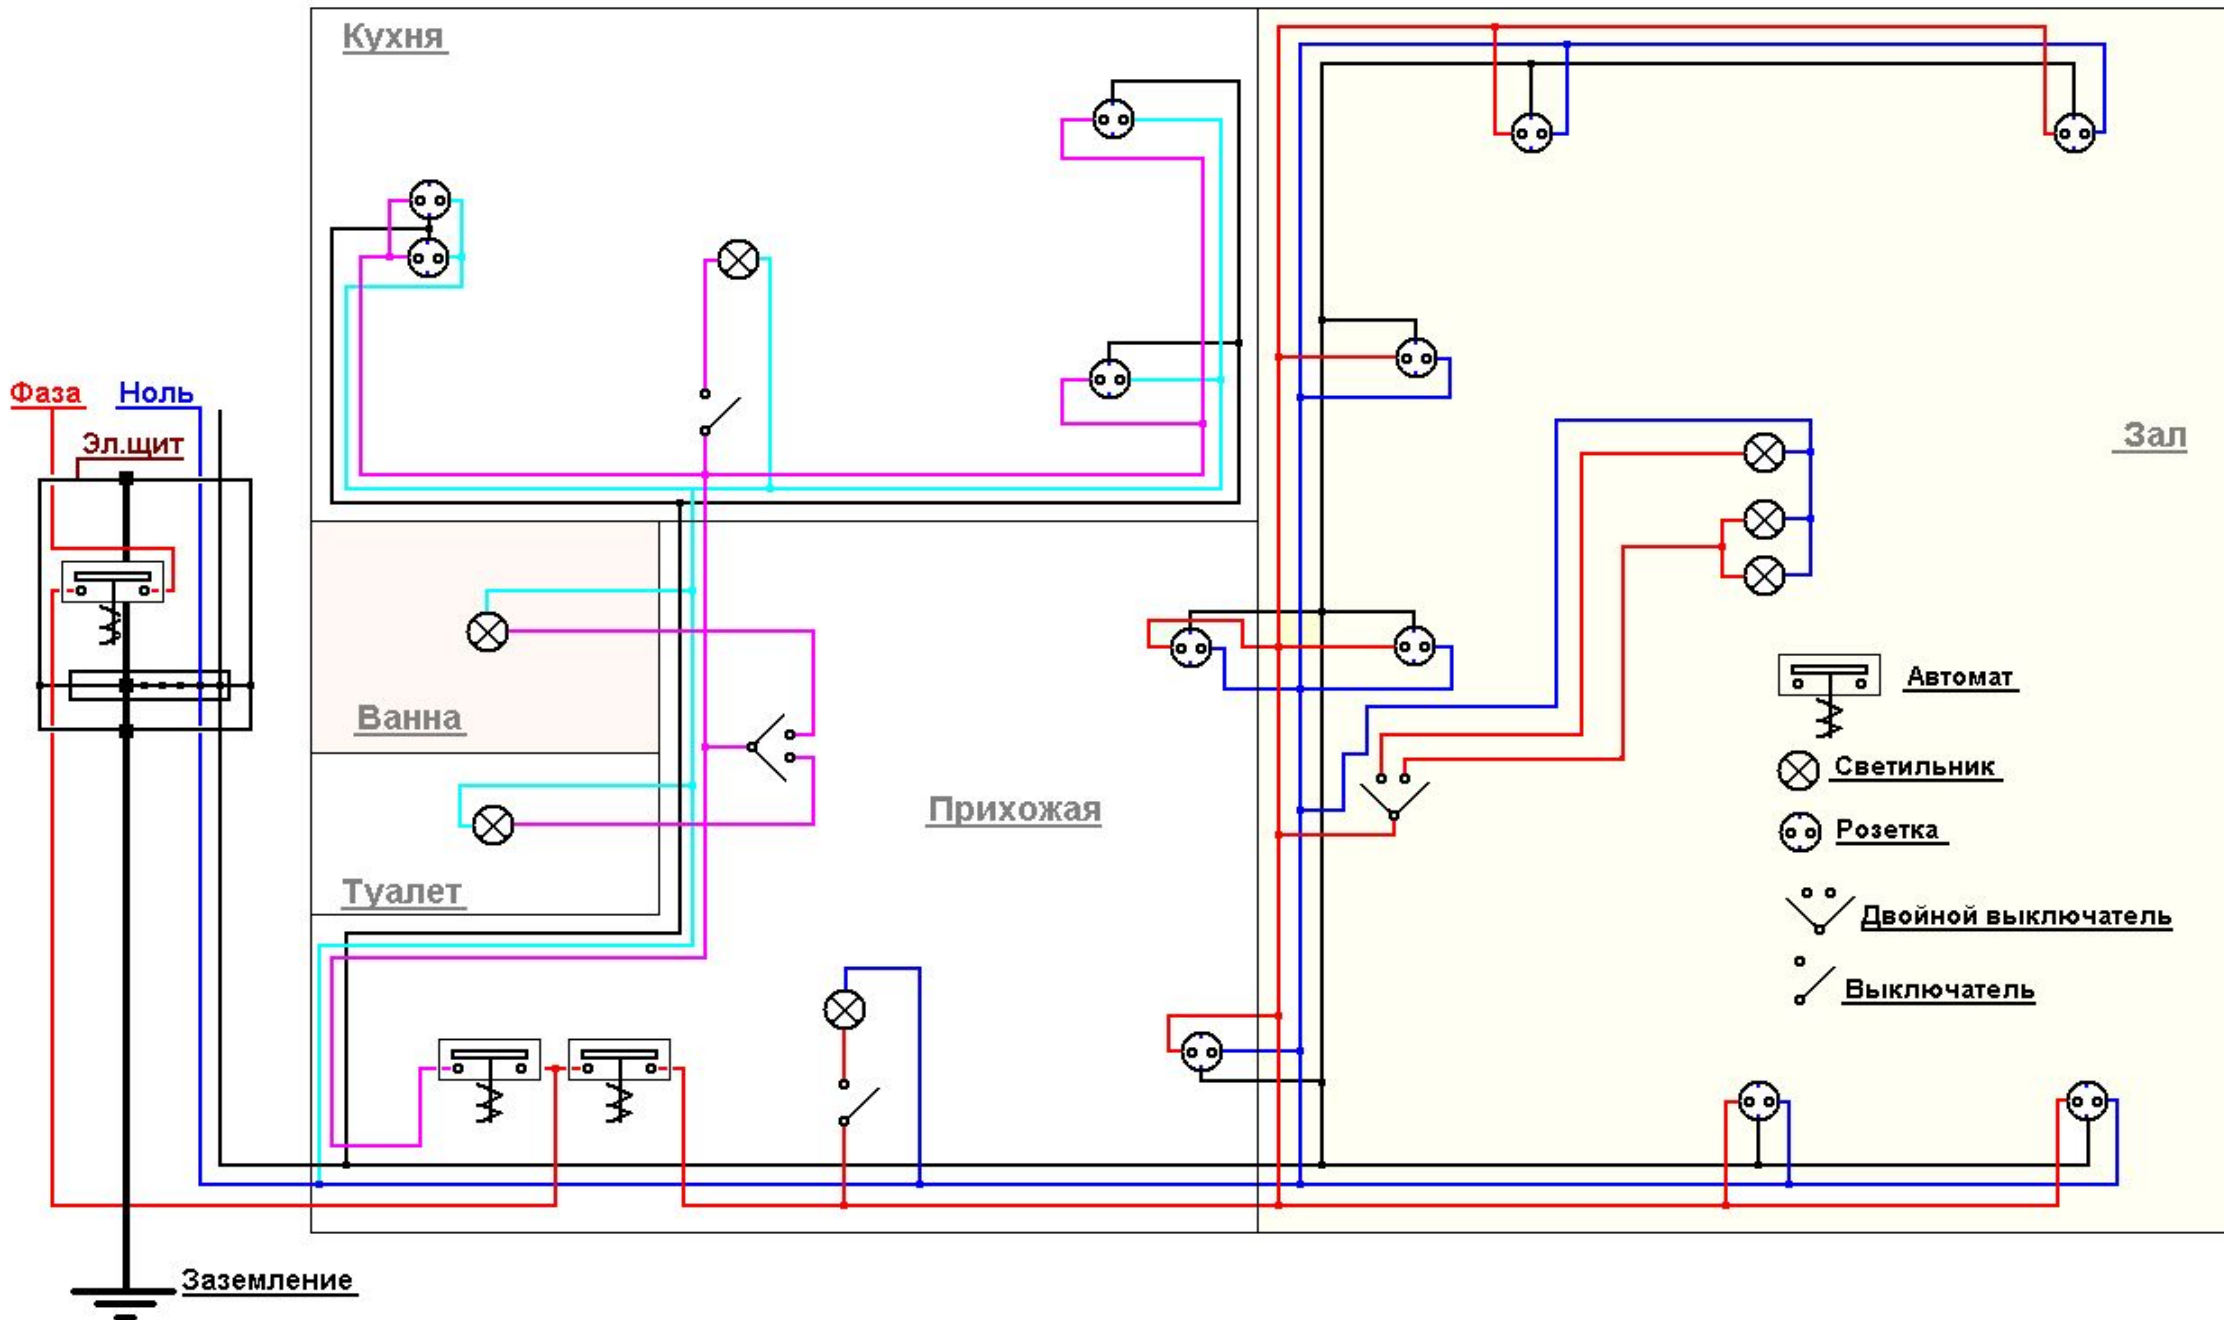 Кухня
Фаза
Ноль
Эл.щит
Зал
Ванна
Автомат
Светильник
Прихожая
Розетка
Туалет
Двойной выключатель
Выключатель
Заземление